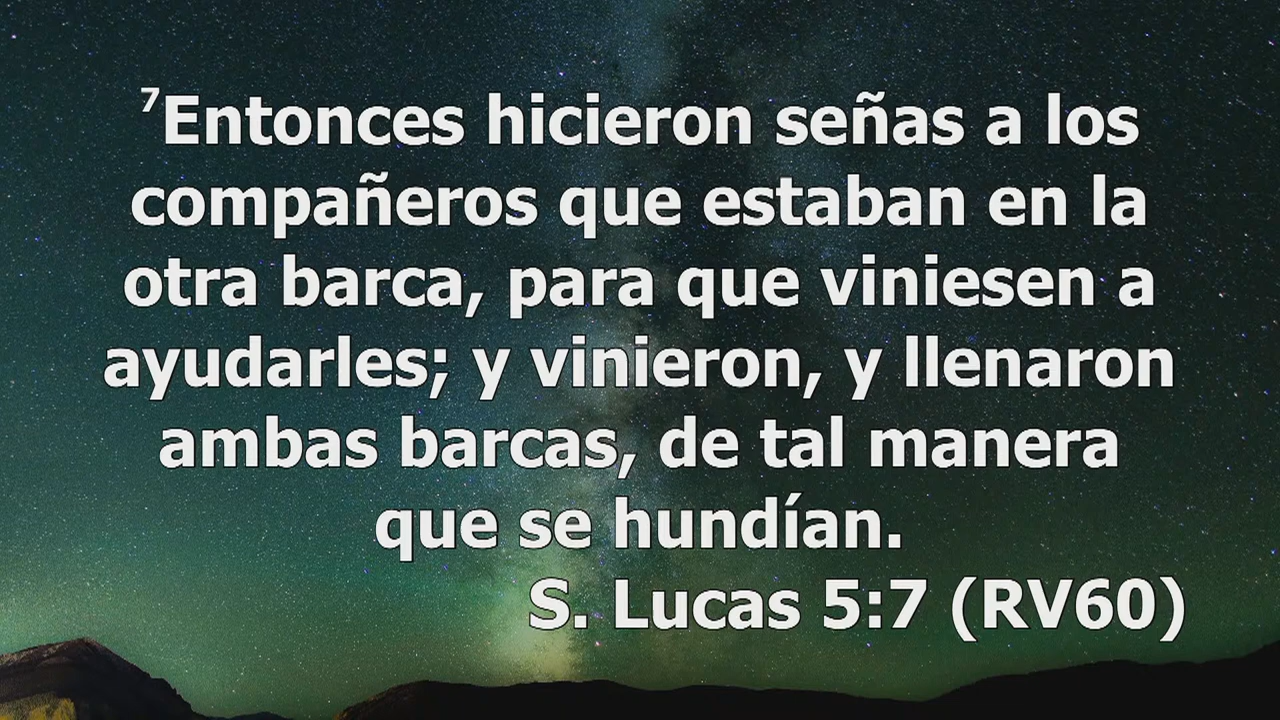 ⁷Entonces hicieron señas a los
compañeros que estaban en la
otra barca, para que viniesen a
ayudarles; y vinieron, y llenaron
ambas barcas, de tal manera
que se hundían.
S. Lucas 5:7 (RV60)